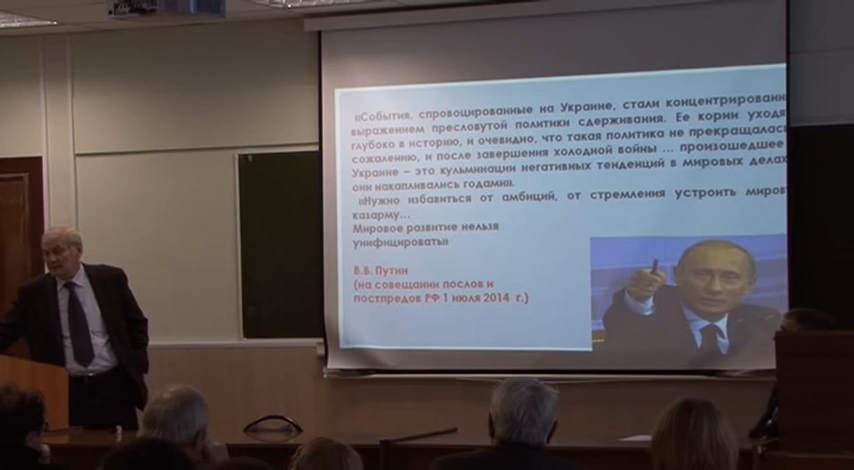 «События, спровоцированные на Украине, стали концентрированн
выражением пресловутой политики сдерживания. Ее корни уходя
глубоко в историю, и очевидно, что такая политика не прекращалас
сожалению, и после завершения холодной войны ... произошедшее
Украине – это кульминации негативных тенденций в мировых делах
они накапливались годами».
«Нужно избавиться от амбиций, от стремления устроить миров
казарму...
Мировое развитие нельзя
унифицировать»
В.В. Путин
(на совещании послов и
постпредов РФ 1 июля 2014 г.)